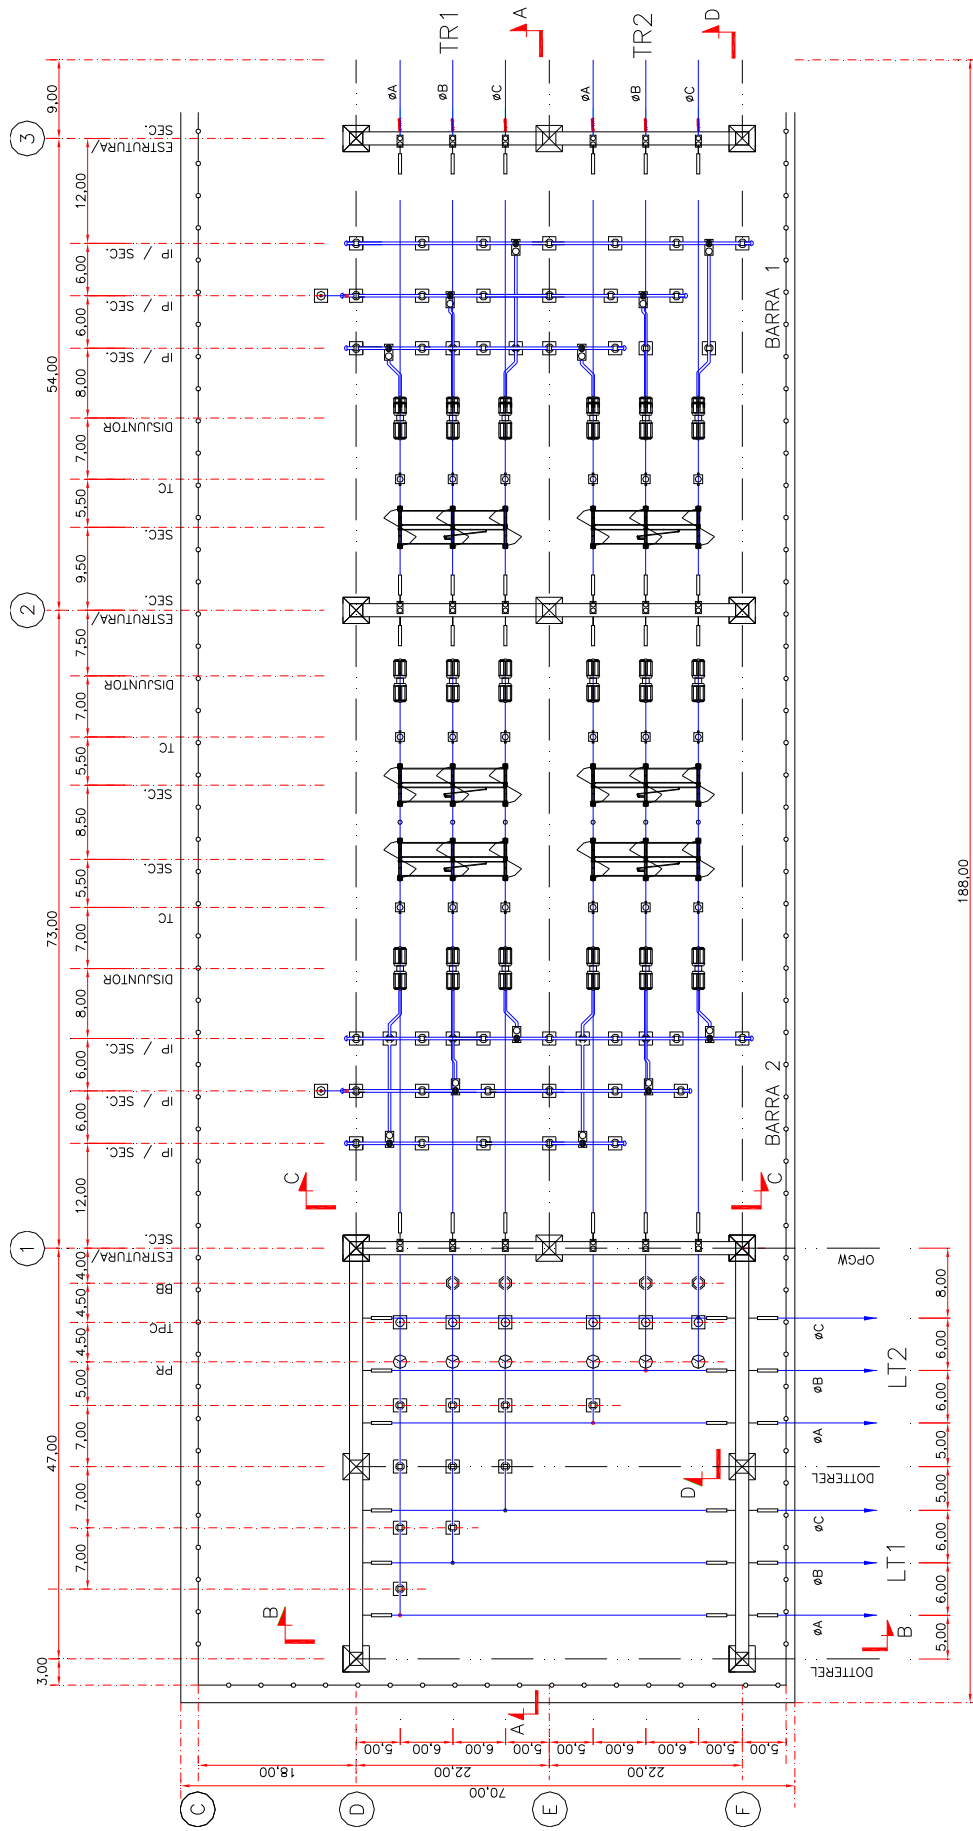 TR1
A
TR2
D
øA
øB
øC
øA
øB
øC
9,00
3
SEC.
ESTRUTURA/
12,00
IP / SEC.
6,00
IP / SEC.
6,00
IP / SEC.
54,00
8,00
DISJUNTOR
7,00
TC
5,50
SEC.
9,50
BARRA 1
2
SEC.
ESTRUTURA/
7,50
DISJUNTOR
7,00
TC
5,50
SEC.
8,50
SEC.
5,50
TC
73,00
7,00
DISJUNTOR
8,00
IP / SEC.
6,00
IP / SEC.
6,00
IP / SEC.
12,00
BARRA 2
188,00
C
C
1
SEC.
ESTRUTURA/
4,00
BB
4,50
TPC
4,50
PR
5,00
7,00
47,00
7,00
7,00
3,00
OPGW
8,00
øC
6,00
LT2
øB
6,00
øA
5,00
D
DOTTEREL
5,00
øC
6,00
LT1
øB
6,00
øA
5,00
B
B
DOTTEREL
A
5,00
6,00
6,00
5,00
5,00
6,00
6,00
5,00
5,00
18,00
22,00
22,00
70,00
C
D
E
F